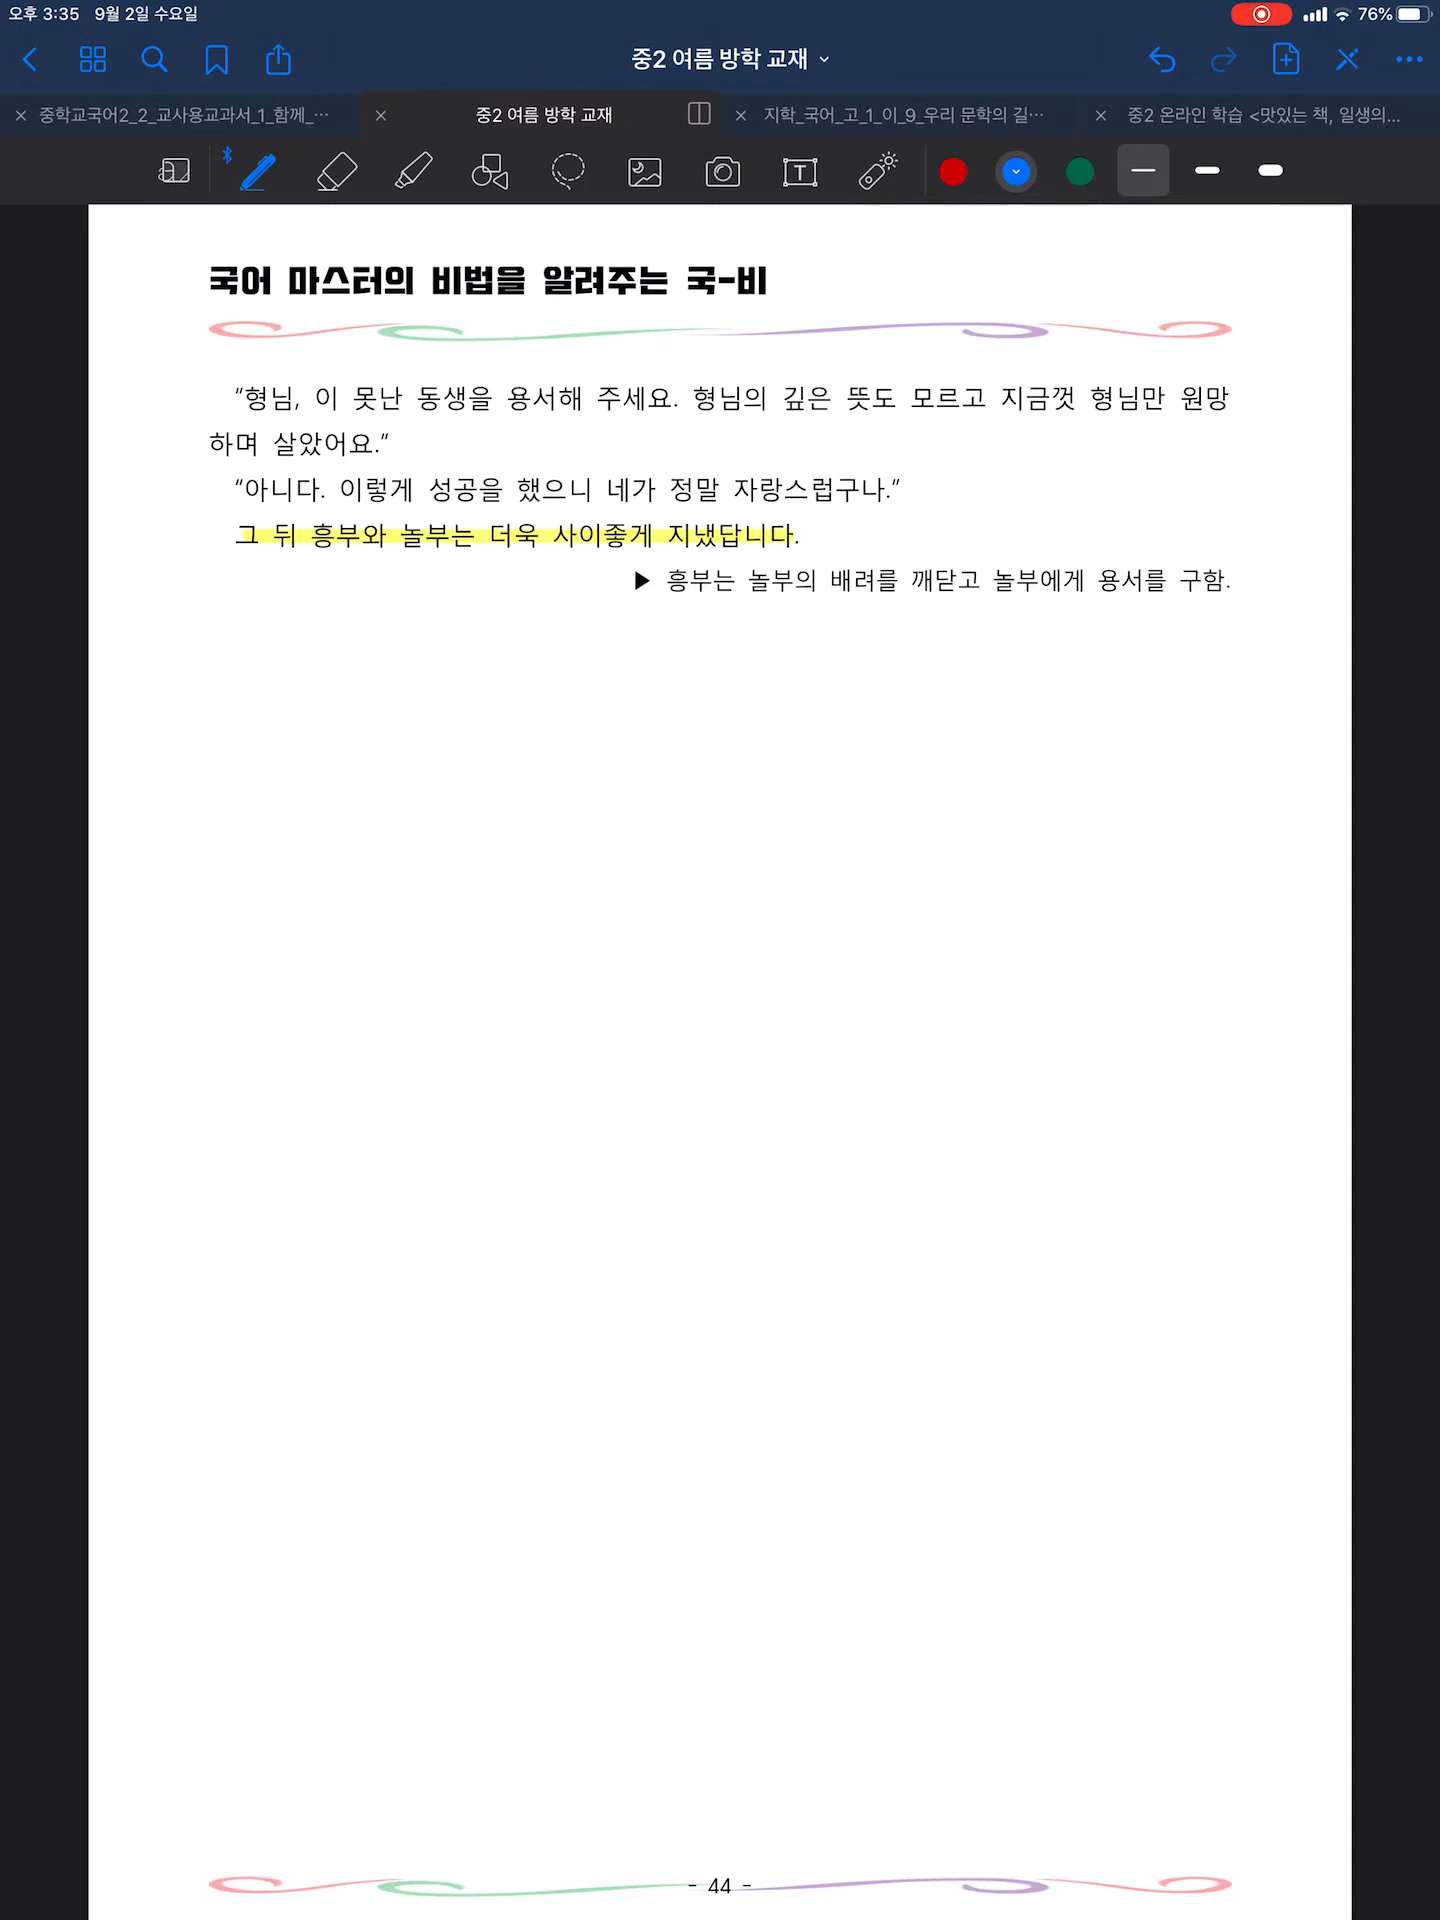 오후 3:35 9월 2일 수요일
76%
중2 여름 방학 교재
중학교국어2_2_교사용교과서_1_함께_…
중2 여름 방학 교재
지학_국어_고_1_이_9_우리 문학의 길…
중2 온라인 학습 <맛있는 책, 일생의...
T
국어 마스터의 비법을 알려주는 국-비
"형님, 이 못난 동생을 용서해 주세요. 형님의 깊은 뜻도 모르고 지금껏 형님만 원망
하며 살았어요."
"아니다. 이렇게 성공을 했으니 네가 정말 자랑스럽구나."
그 뒤 흥부와 놀부는 더욱 사이좋게 지냈답니다.
▶ 흥부는 놀부의 배려를 깨닫고 놀부에게 용서를 구함.
- 44 -